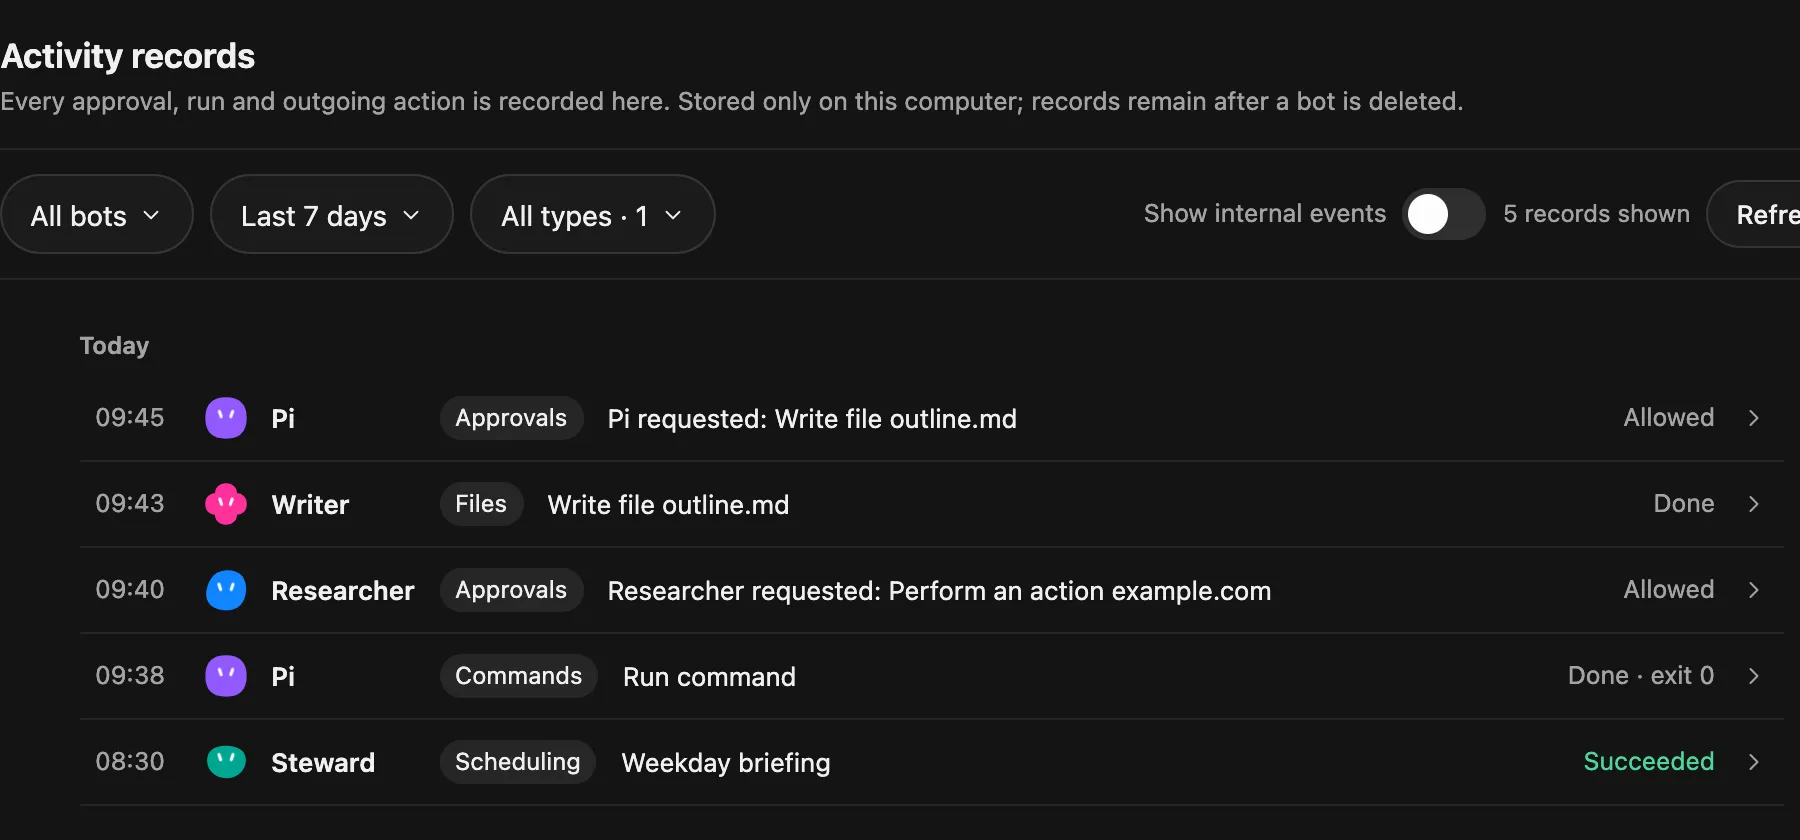 Activity records
Every approval, run and outgoing action is recorded here. Stored only on this computer; records remain after a bot is deleted.
All bots Last 7 days All types · 1 Show internal events 5 records shown Refre
Today
09:45 Pi Approvals Pi requested: Write file outline.md Allowed
09:43 Writer Files Write file outline.md Done
09:40 Researcher Approvals Researcher requested: Perform an action example.com Allowed
09:38 Pi Commands Run command Done · exit 0
08:30 Steward Scheduling Weekday briefing Succeeded